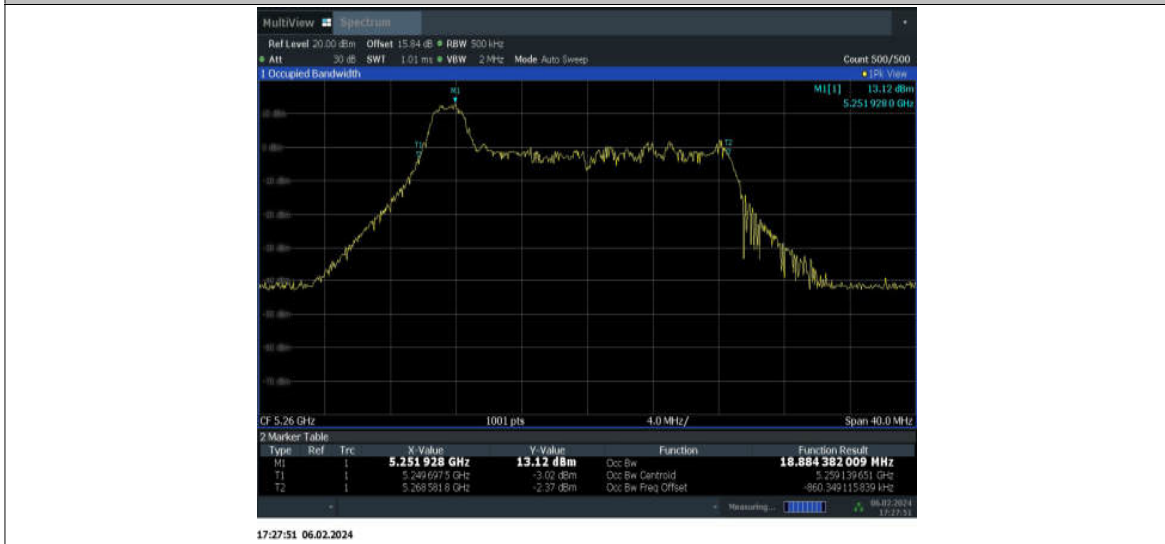 MultiView Spectrum
Ref Level 20.00 dBm Offset 15.84 dB RBW 500 kHz
Att 30 dB SWT 1.01 ms VBW 2 MHz Mode Auto Sweep Count 500/500
1 Occupied Bandwidth 1Pk View
M1[1] 13.12 dBm
5.251 928 0 GHz
M1
T1
T2
CF 5.26 GHz 1001 pts 4.0 MHz/ Span 40.0 MHz
2 Marker Table
Type Ref Trc X-Value Y-Value Function Function Result
M1 1 5.251 928 GHz 13.12 dBm Occ Bw 18.884 382 009 MHz
T1 1 5.249 697 5 GHz -3.02 dBm Occ Bw Centroid 5.259 139 651 GHz
T2 1 5.268 581 8 GHz -2.37 dBm Occ Bw Freq Offset -860.349 115 839 kHz
Measuring... 06.02.2024
17:27:51
17:27:51 06.02.2024